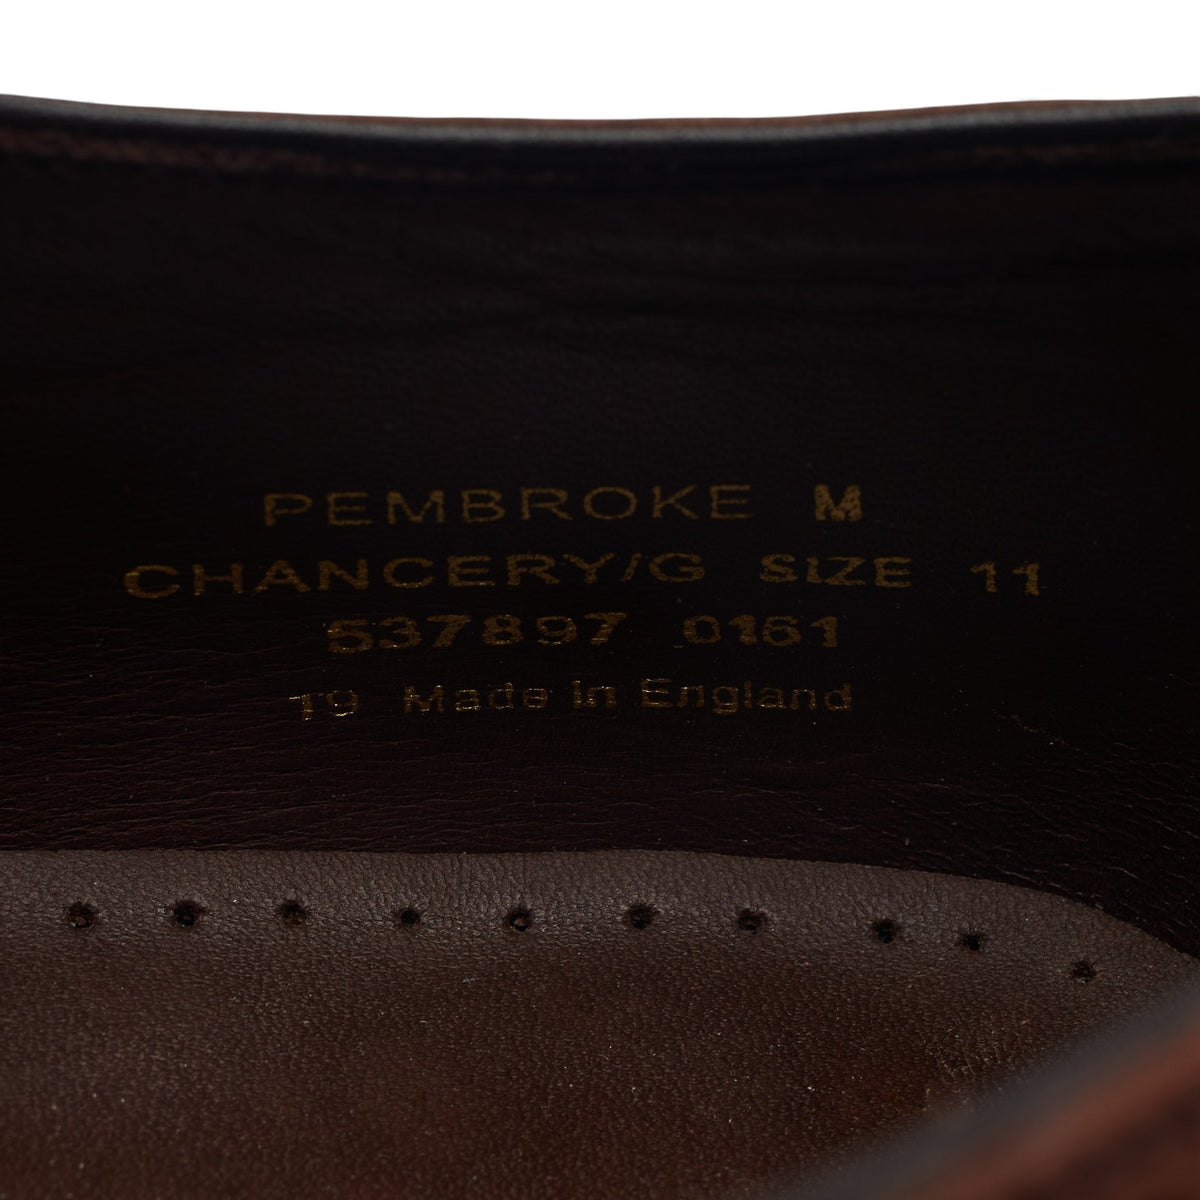 PEMBROKE M
CHANCERY/G SIZE 11
537897 0161
19 Made in England